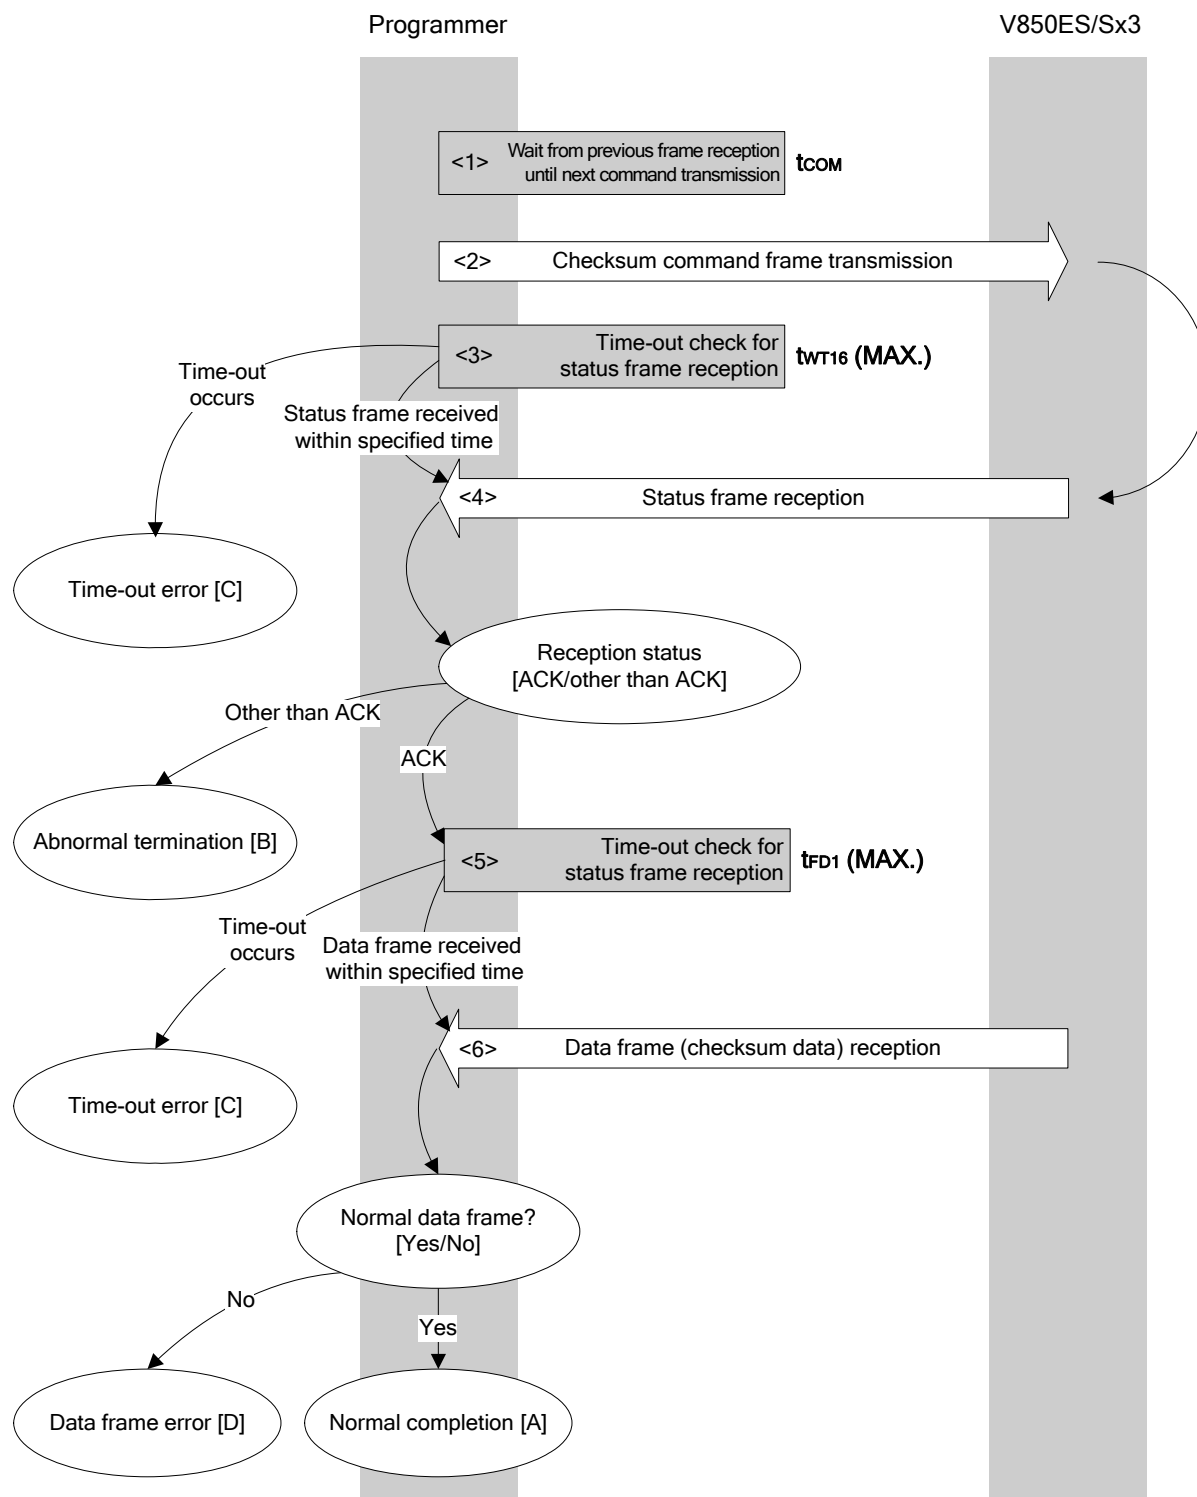 Programmer
V850ES/Sx3
<1>
Wait from previous frame reception
until next command transmission
tCOM
<2>
Checksum command frame transmission
<3>
Time-out check for
status frame reception
tWT16 (MAX.)
Time-out
occurs
Status frame received
within specified time
<4>
Status frame reception
Time-out error [C]
Reception status
[ACK/other than ACK]
Other than ACK
ACK
Abnormal termination [B]
<5>
Time-out check for
status frame reception
tFD1 (MAX.)
Time-out
occurs
Data frame received
within specified time
<6>
Data frame (checksum data) reception
Time-out error [C]
Normal data frame?
[Yes/No]
No
Yes
Data frame error [D]
Normal completion [A]